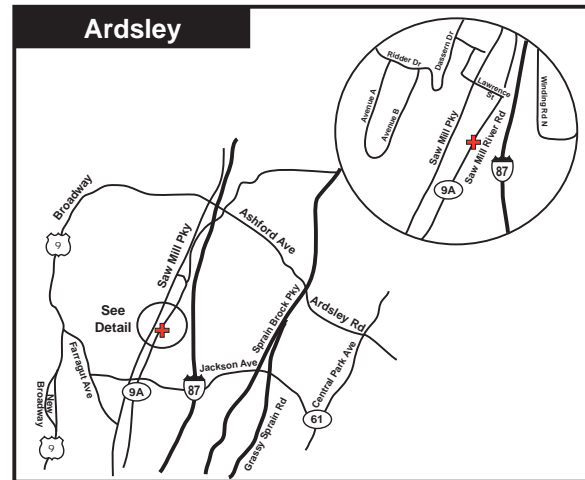 Ardsley
Ridder Dr
Dassern Dr
Avenue A
Avenue B
Lawrence
St
Saw Mill Pky
Saw Mill River Rd
Winding Rd N
9A
87
Broadway
9
Saw Mill Pky
Ashford Ave
See
Detail
Sprain Brock Pky
Ardsley Rd
Farragut Ave
Jackson Ave
Central Park Ave
9A
87
61
New
Broadway
9
Grassy Sprain Rd